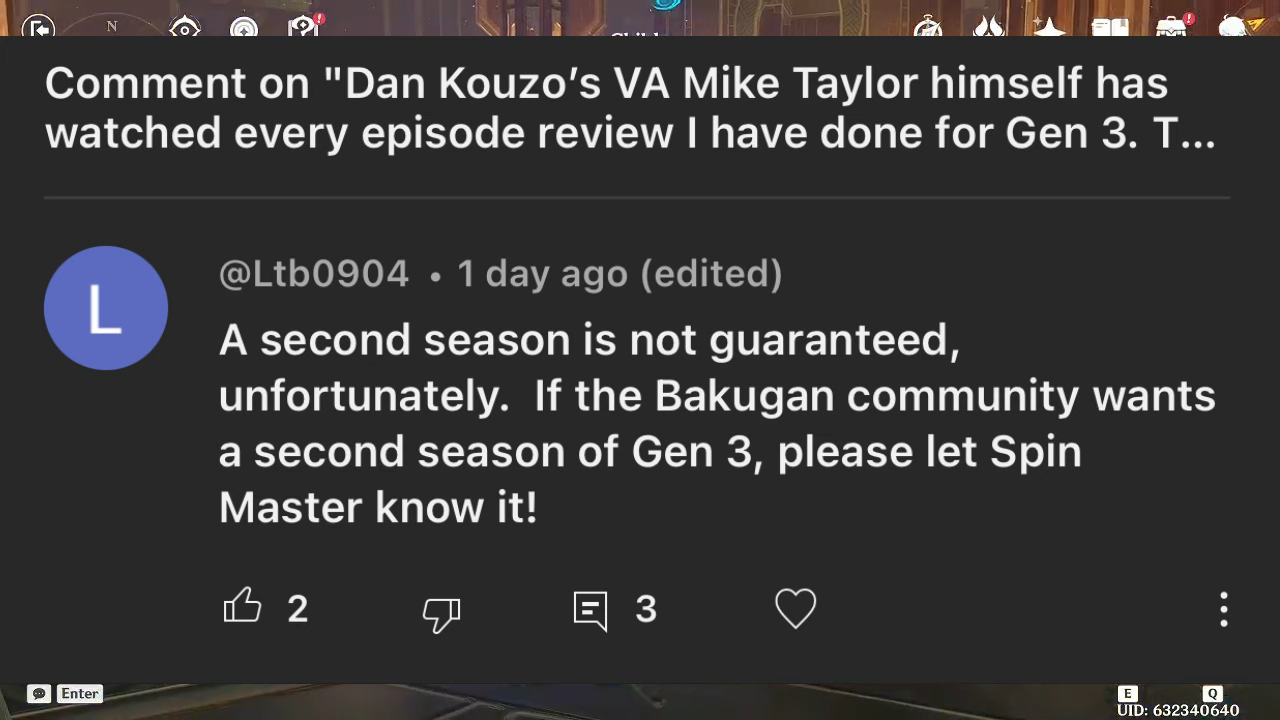 N
Comment on "Dan Kouzo’s VA Mike Taylor himself has
watched every episode review I have done for Gen 3. T...
L
@Ltb0904 • 1 day ago (edited)
A second season is not guaranteed,
unfortunately.  If the Bakugan community wants
a second season of Gen 3, please let Spin
Master know it!
2
3
Enter
E
Q
UID: 632340640